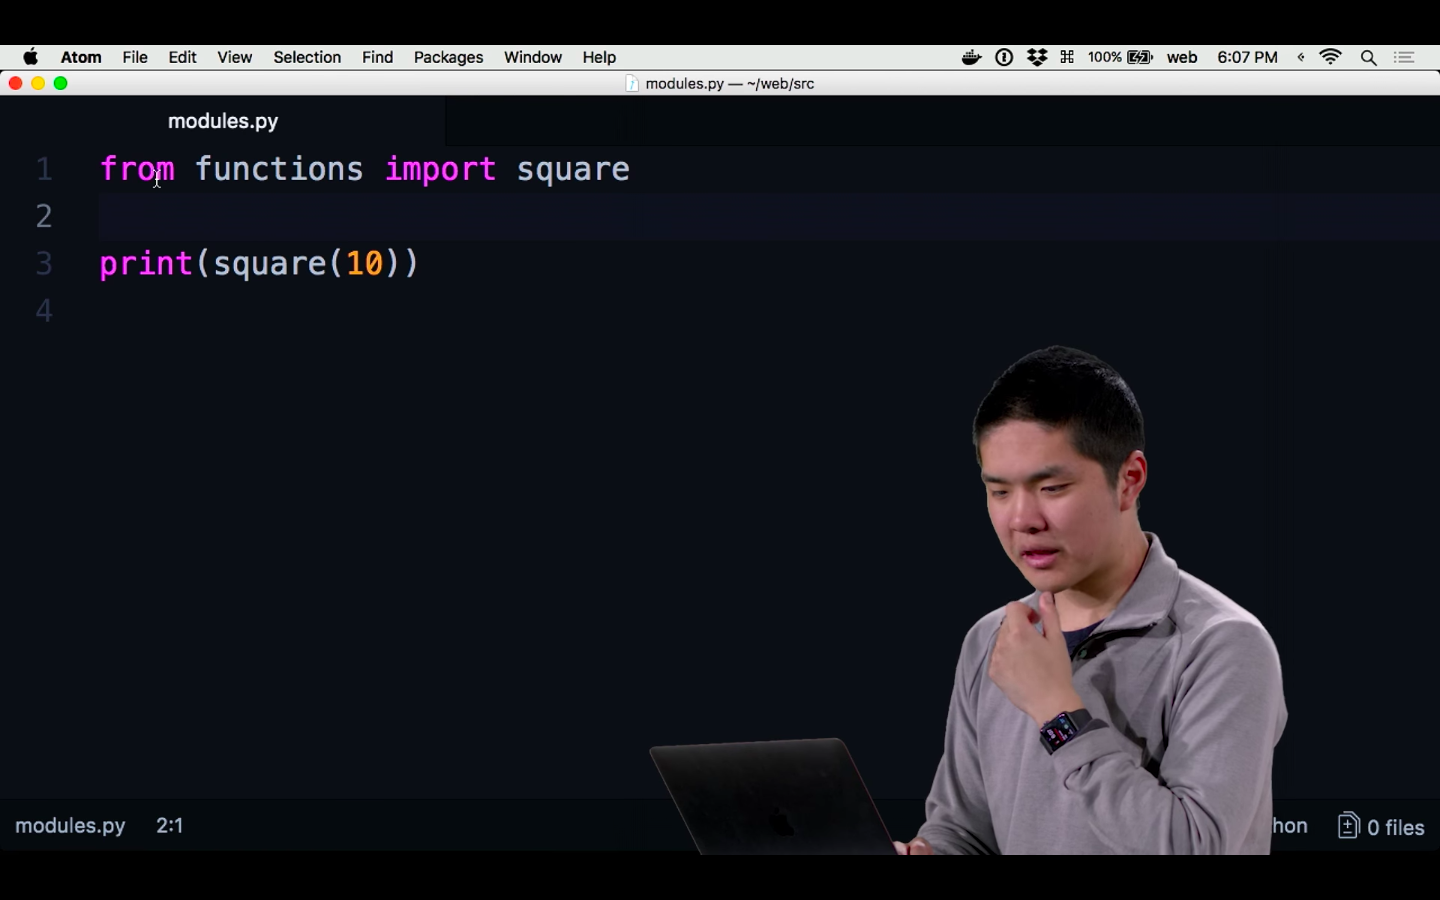 Atom File Edit View Selection Find Packages Window Help 100% web 6:07 PM
modules.py — ~/web/src
modules.py
1 from functions import square
2
3 print(square(10))
4
modules.py 2:1 hon 0 files